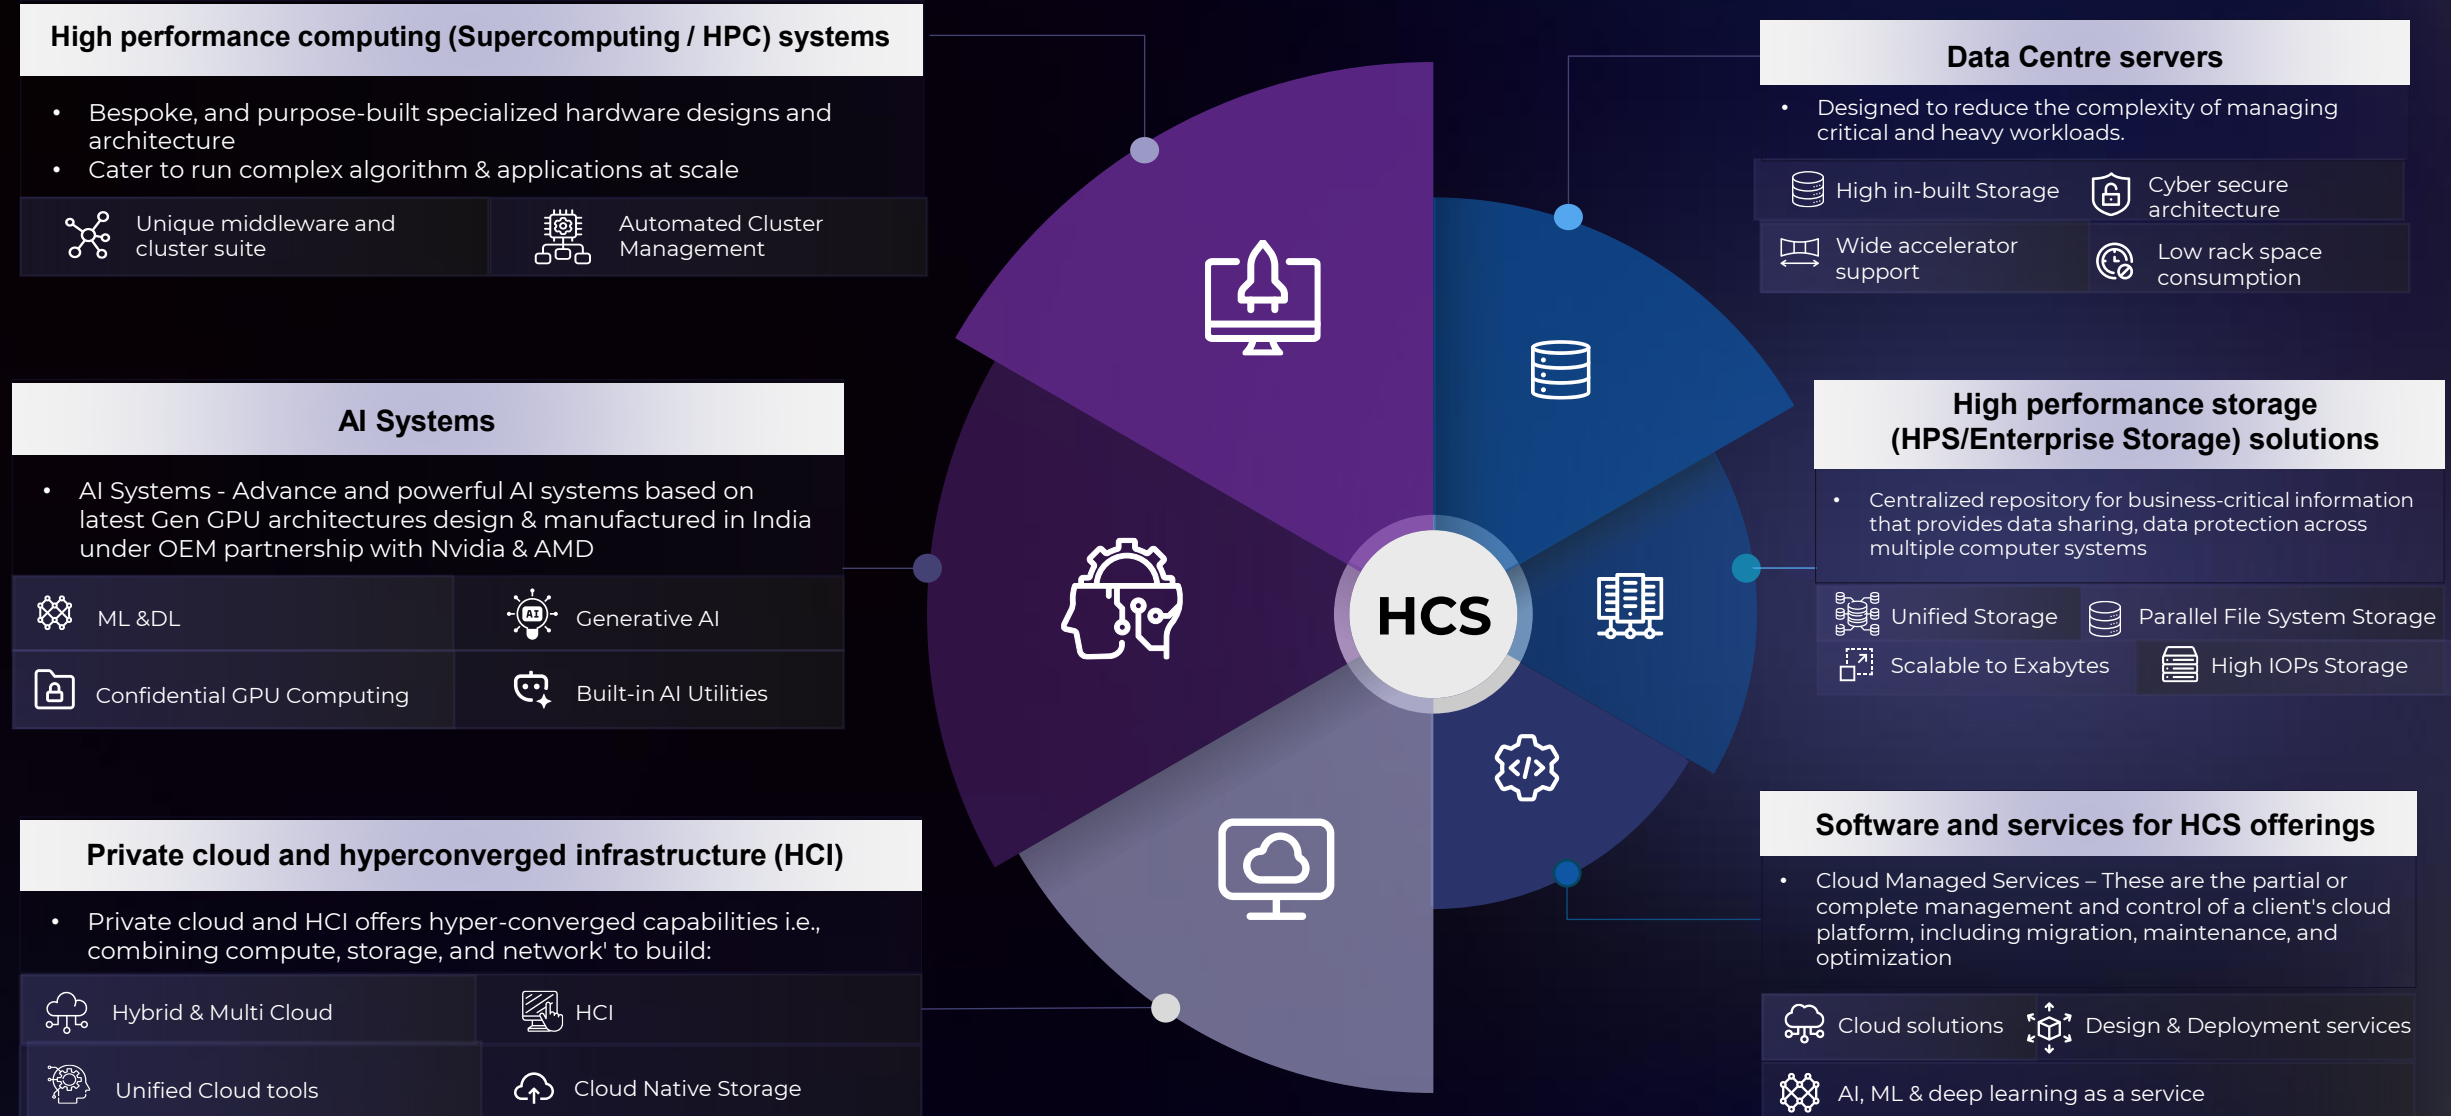 High performance computing (Supercomputing / HPC) systems
• Bespoke, and purpose-built specialized hardware designs and
architecture
• Cater to run complex algorithm & applications at scale
Unique middleware and
cluster suite
Automated Cluster
Management
AI Systems
• AI Systems - Advance and powerful AI systems based on
latest Gen GPU architectures design & manufactured in India
under OEM partnership with Nvidia & AMD
ML &DL
AI
Generative AI
Confidential GPU Computing
Built-in AI Utilities
Private cloud and hyperconverged infrastructure (HCI)
• Private cloud and HCI offers hyper-converged capabilities i.e.,
combining compute, storage, and network' to build:
Hybrid & Multi Cloud
HCI
Unified Cloud tools
Cloud Native Storage
HCS
Data Centre servers
• Designed to reduce the complexity of managing
critical and heavy workloads.
High in-built Storage
Cyber secure
architecture
Wide accelerator
support
Low rack space
consumption
High performance storage
(HPS/Enterprise Storage) solutions
• Centralized repository for business-critical information
that provides data sharing, data protection across
multiple computer systems
Unified Storage
Parallel File System Storage
Scalable to Exabytes
High IOPs Storage
Software and services for HCS offerings
• Cloud Managed Services – These are the partial or
complete management and control of a client's cloud
platform, including migration, maintenance, and
optimization
Cloud solutions
Design & Deployment services
AI, ML & deep learning as a service